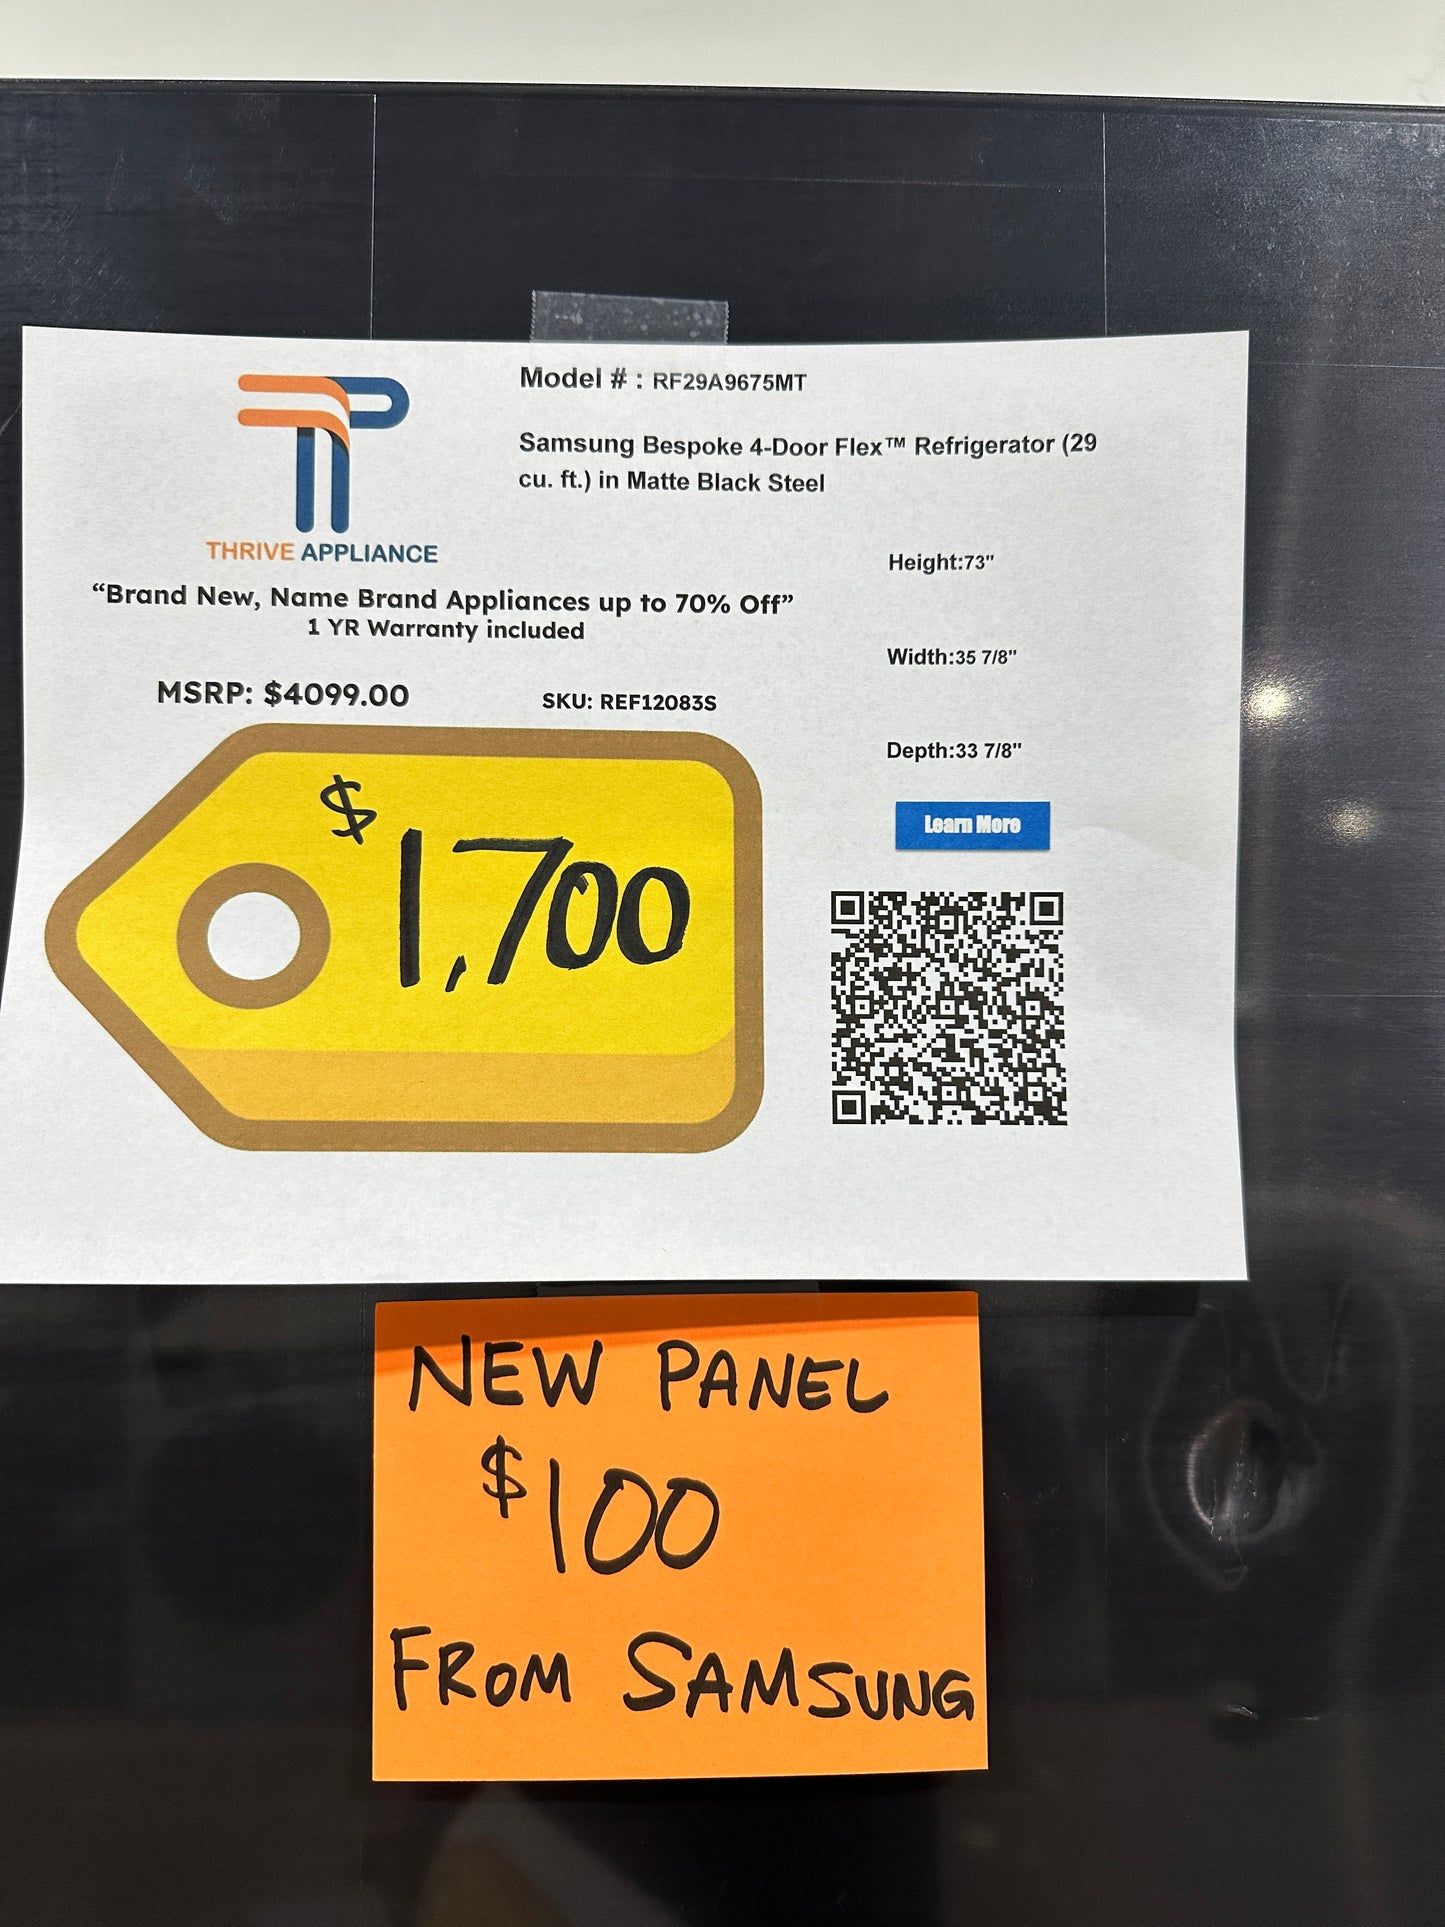 Model # : RF29A9675MT
Samsung Bespoke 4-Door Flex™ Refrigerator (29
cu. ft.) in Matte Black Steel
THRIVE APPLIANCE
“Brand New, Name Brand Appliances up to 70% Off”
1 YR Warranty included
MSRP: $4099.00
SKU: REF12083S
Height:73"
Width:35 7/8"
Depth:33 7/8"
Learn More
$1,700
NEW PANEL
$100
FROM SAMSUNG